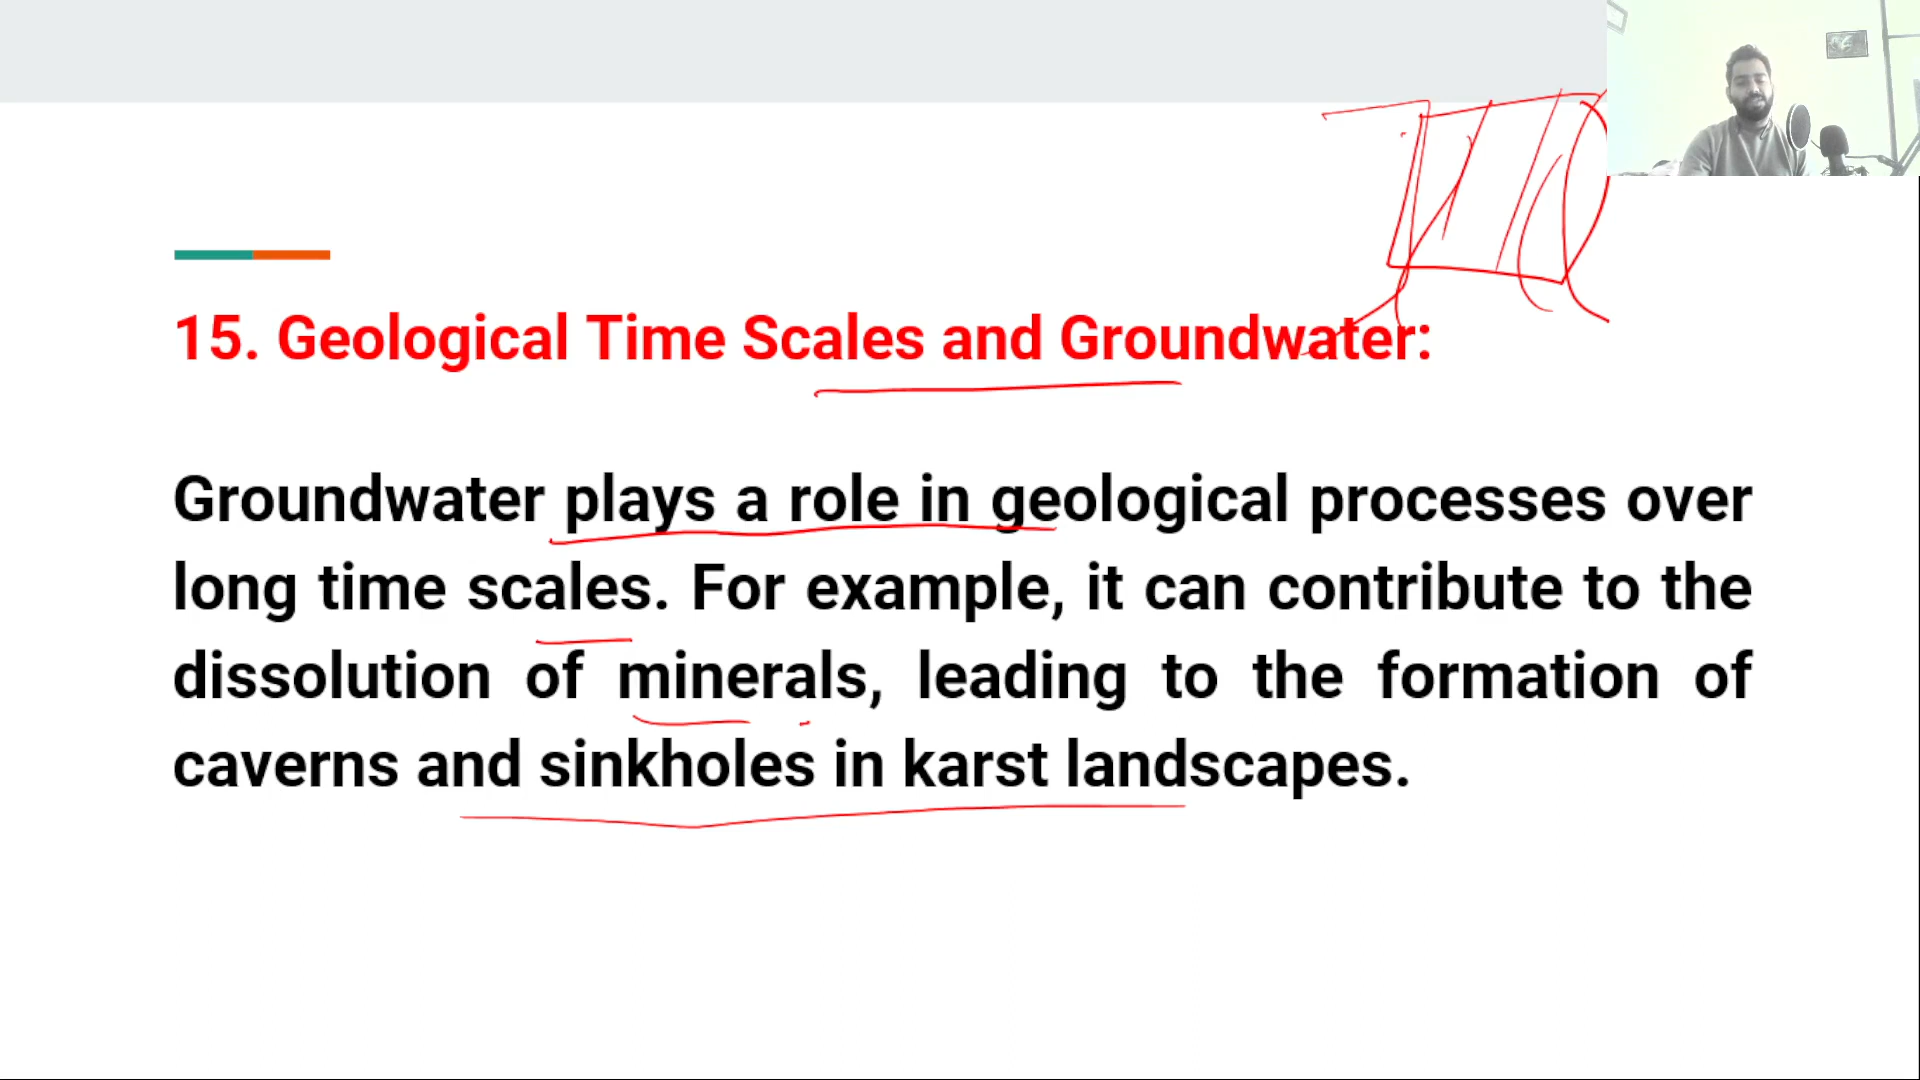 15. Geological Time Scales and Groundwater:
Groundwater plays a role in geological processes over
long time scales. For example, it can contribute to the
dissolution of minerals, leading to the formation of
caverns and sinkholes in karst landscapes.